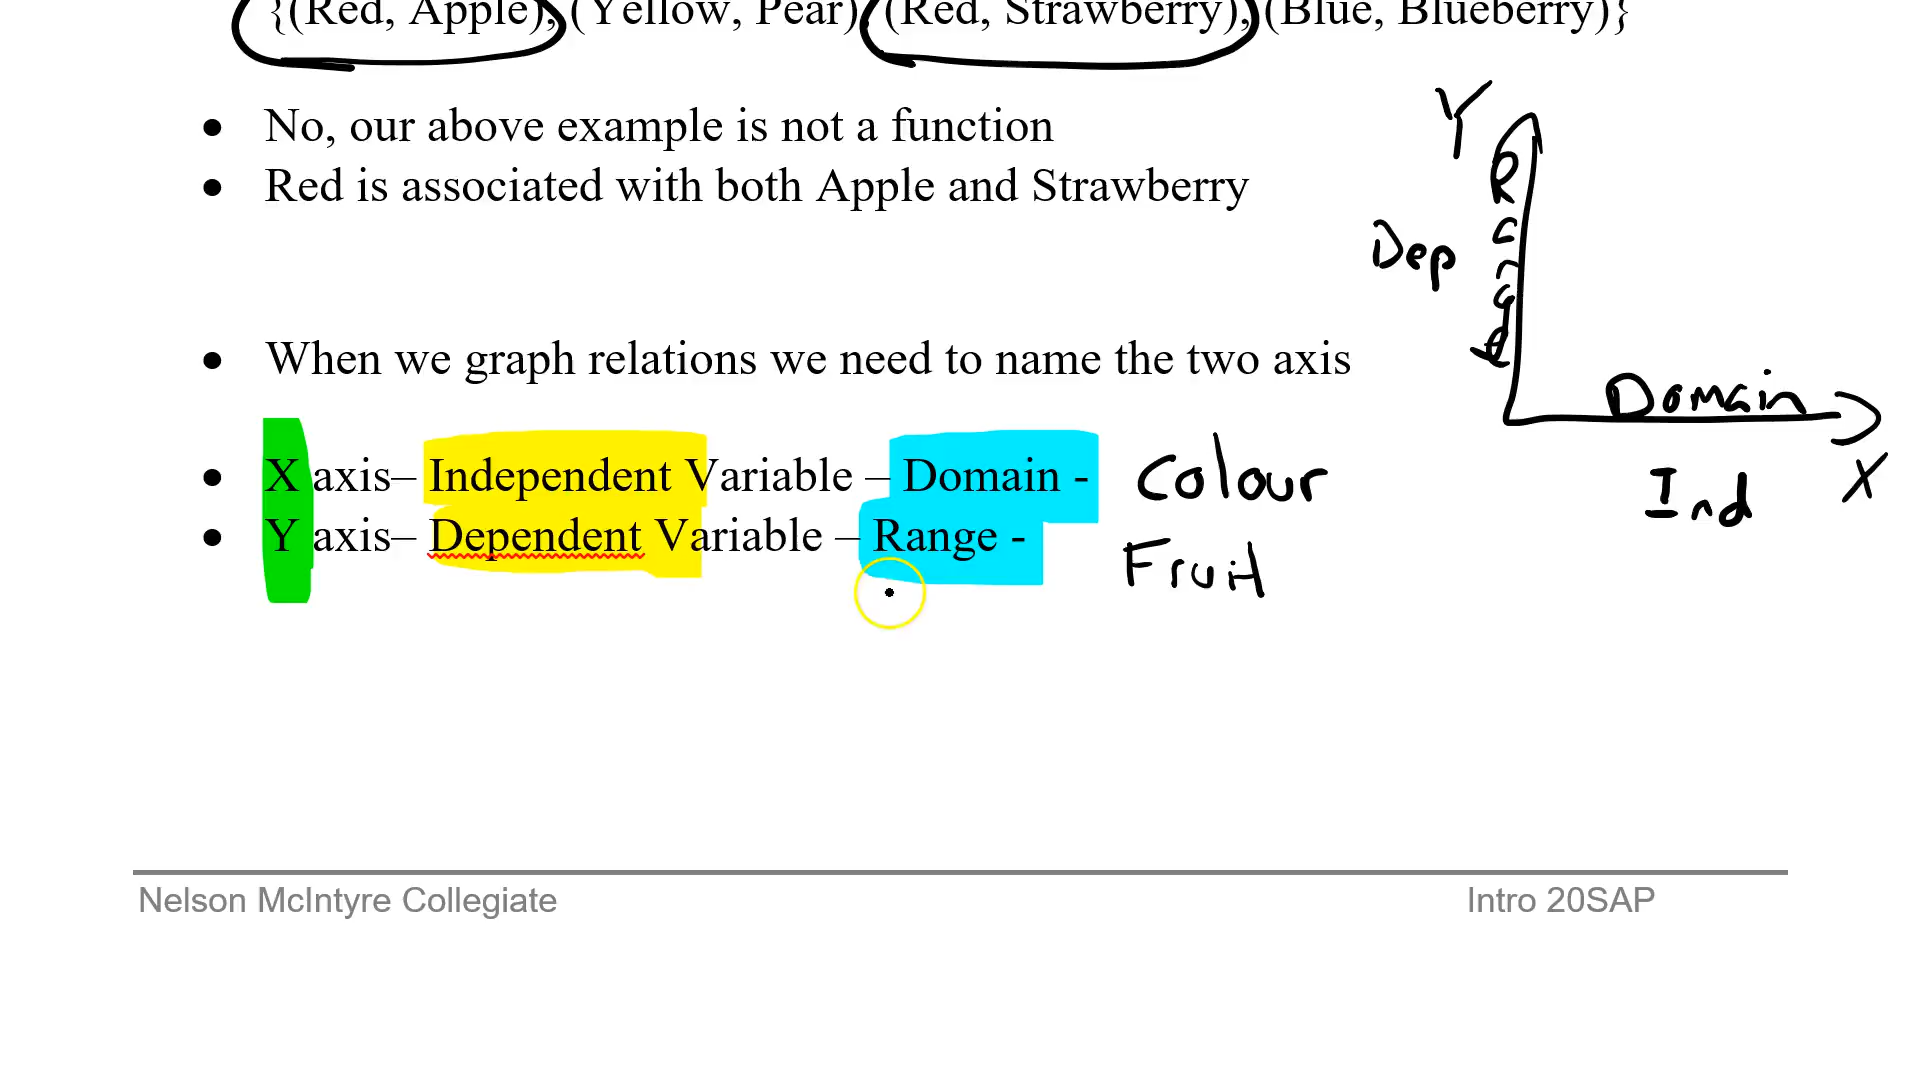 {(Red, Apple), (Yellow, Pear), (Red, Strawberry), (Blue, Blueberry)}
• No, our above example is not a function
• Red is associated with both Apple and Strawberry
• When we graph relations we need to name the two axis
• X axis– Independent Variable – Domain - Colour
• Y axis– Dependent Variable – Range - Fruit
Y
Range
Dep
Domain
Ind
X
Nelson McIntyre Collegiate
Intro 20SAP